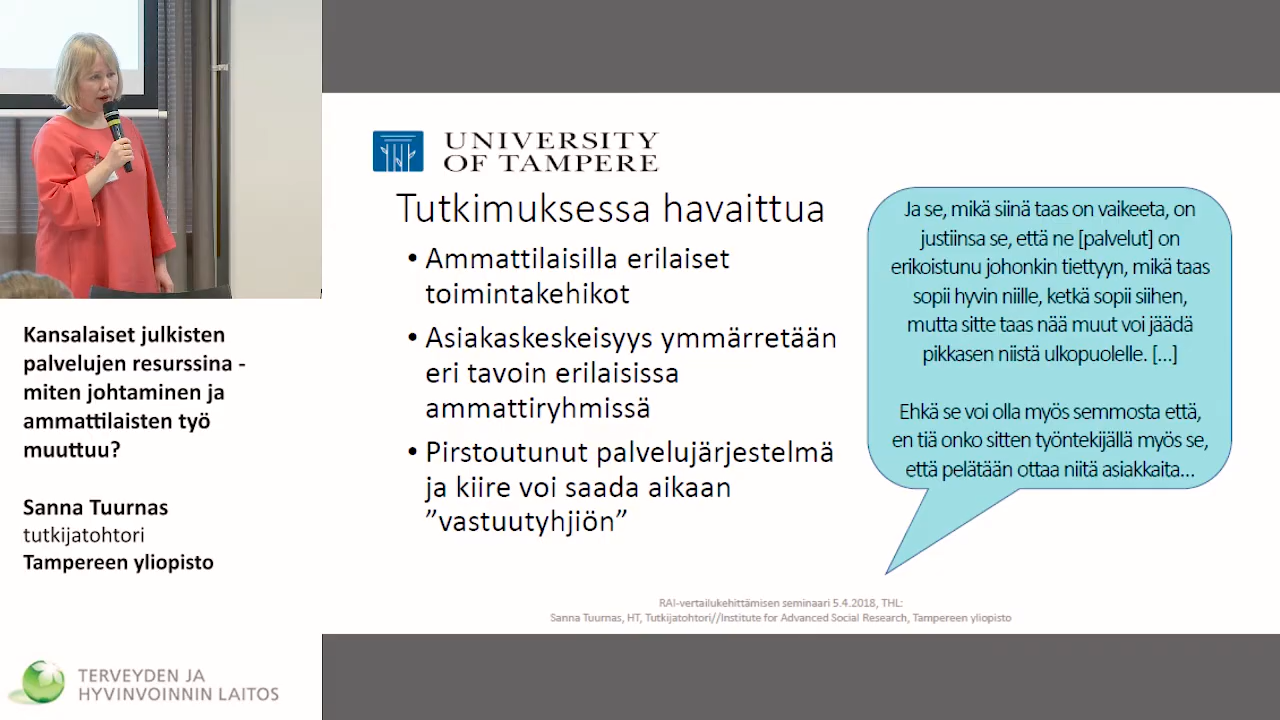 Kansalaiset julkisten
palvelujen resurssina -
miten johtaminen ja
ammattilaisten työ
muuttuu?
Sanna Tuurnas
tutkijatohtori
Tampereen yliopisto
TERVEYDEN JA
HYVINVOINNIN LAITOS
UNIVERSITY
OF TAMPERE
Tutkimuksessa havaittua
• Ammattilaisilla erilaiset
toimintakehikot
• Asiakaskeskeisyys ymmärretään
eri tavoin erilaisissa
ammattiryhmissä
• Pirstoutunut palvelujärjestelmä
ja kiire voi saada aikaan
”vastuutyhjiön”
Ja se, mikä siinä taas on vaikeeta, on
justiinsa se, että ne [palvelut] on
erikoistunu johonkin tiettyyn, mikä taas
sopii hyvin niille, ketkä sopii siihen,
mutta sitte taas nää muut voi jäädä
pikkasen niistä ulkopuolelle. […]
Ehkä se voi olla myös semmosta että,
en tiä onko sitten työntekijällä myös se,
että pelätään ottaa niitä asiakkaita…
RAI-vertailukehittämisen seminaari 5.4.2018, THL:
Sanna Tuurnas, HT, Tutkijatohtori//Institute for Advanced Social Research, Tampereen yliopisto